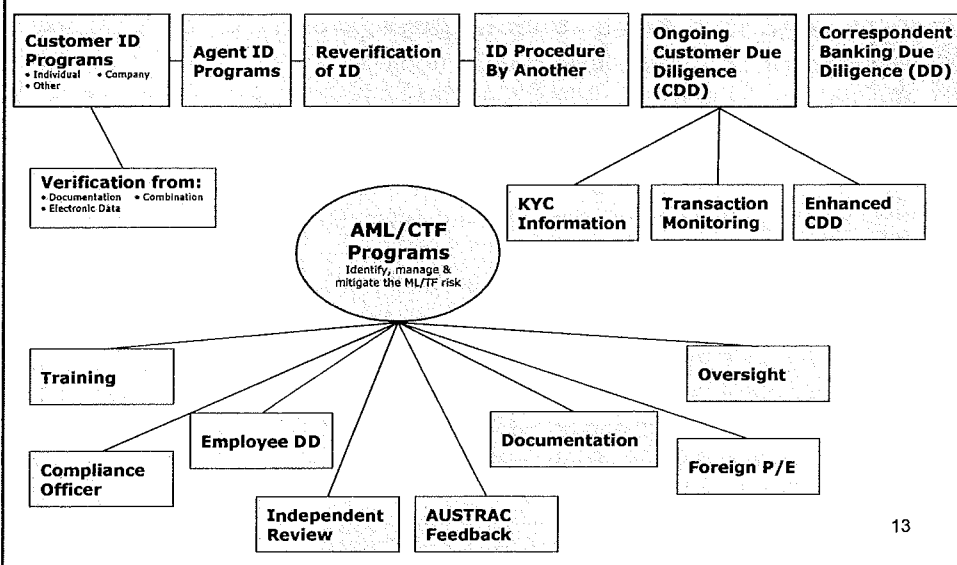 Customer ID
Programs
• Individual • Company
• Other
Agent ID
Programs
Reverification
of ID
ID Procedure
By Another
Ongoing
Customer Due
Diligence
(CDD)
Correspondent
Banking Due
Diligence (DD)
Verification from:
• Documentation • Combination
• Electronic Data
KYC
Information
Transaction
Monitoring
Enhanced
CDD
AML/CTF
Programs
Identify, manage &
mitigate the ML/TF risk
Training
Oversight
Employee DD
Documentation
Compliance
Officer
Foreign P/E
Independent
Review
AUSTRAC
Feedback
13